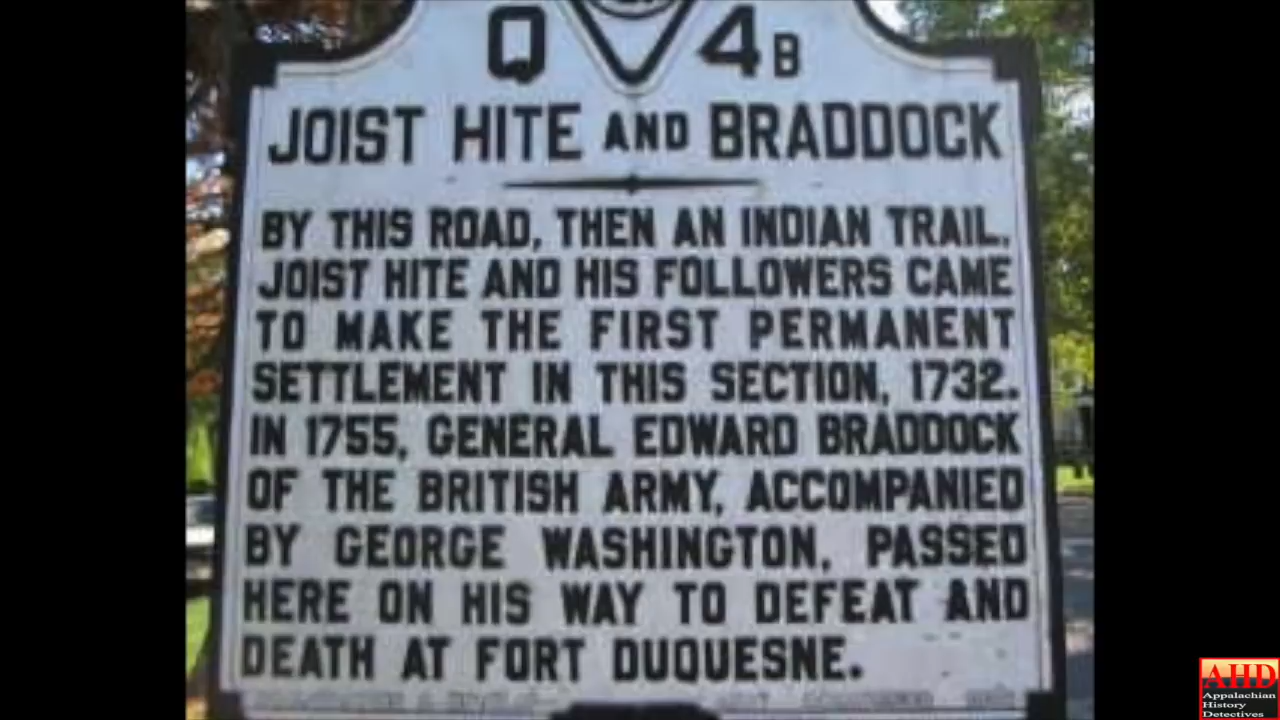 Q 4B
JOIST HITE AND BRADDOCK
BY THIS ROAD, THEN AN INDIAN TRAIL,
JOIST HITE AND HIS FOLLOWERS CAME
TO MAKE THE FIRST PERMANENT
SETTLEMENT IN THIS SECTION, 1732.
IN 1755, GENERAL EDWARD BRADDOCK
OF THE BRITISH ARMY, ACCOMPANIED
BY GEORGE WASHINGTON, PASSED
HERE ON HIS WAY TO DEFEAT AND
DEATH AT FORT DUQUESNE.
AHD
Appalachian
History
Detectives